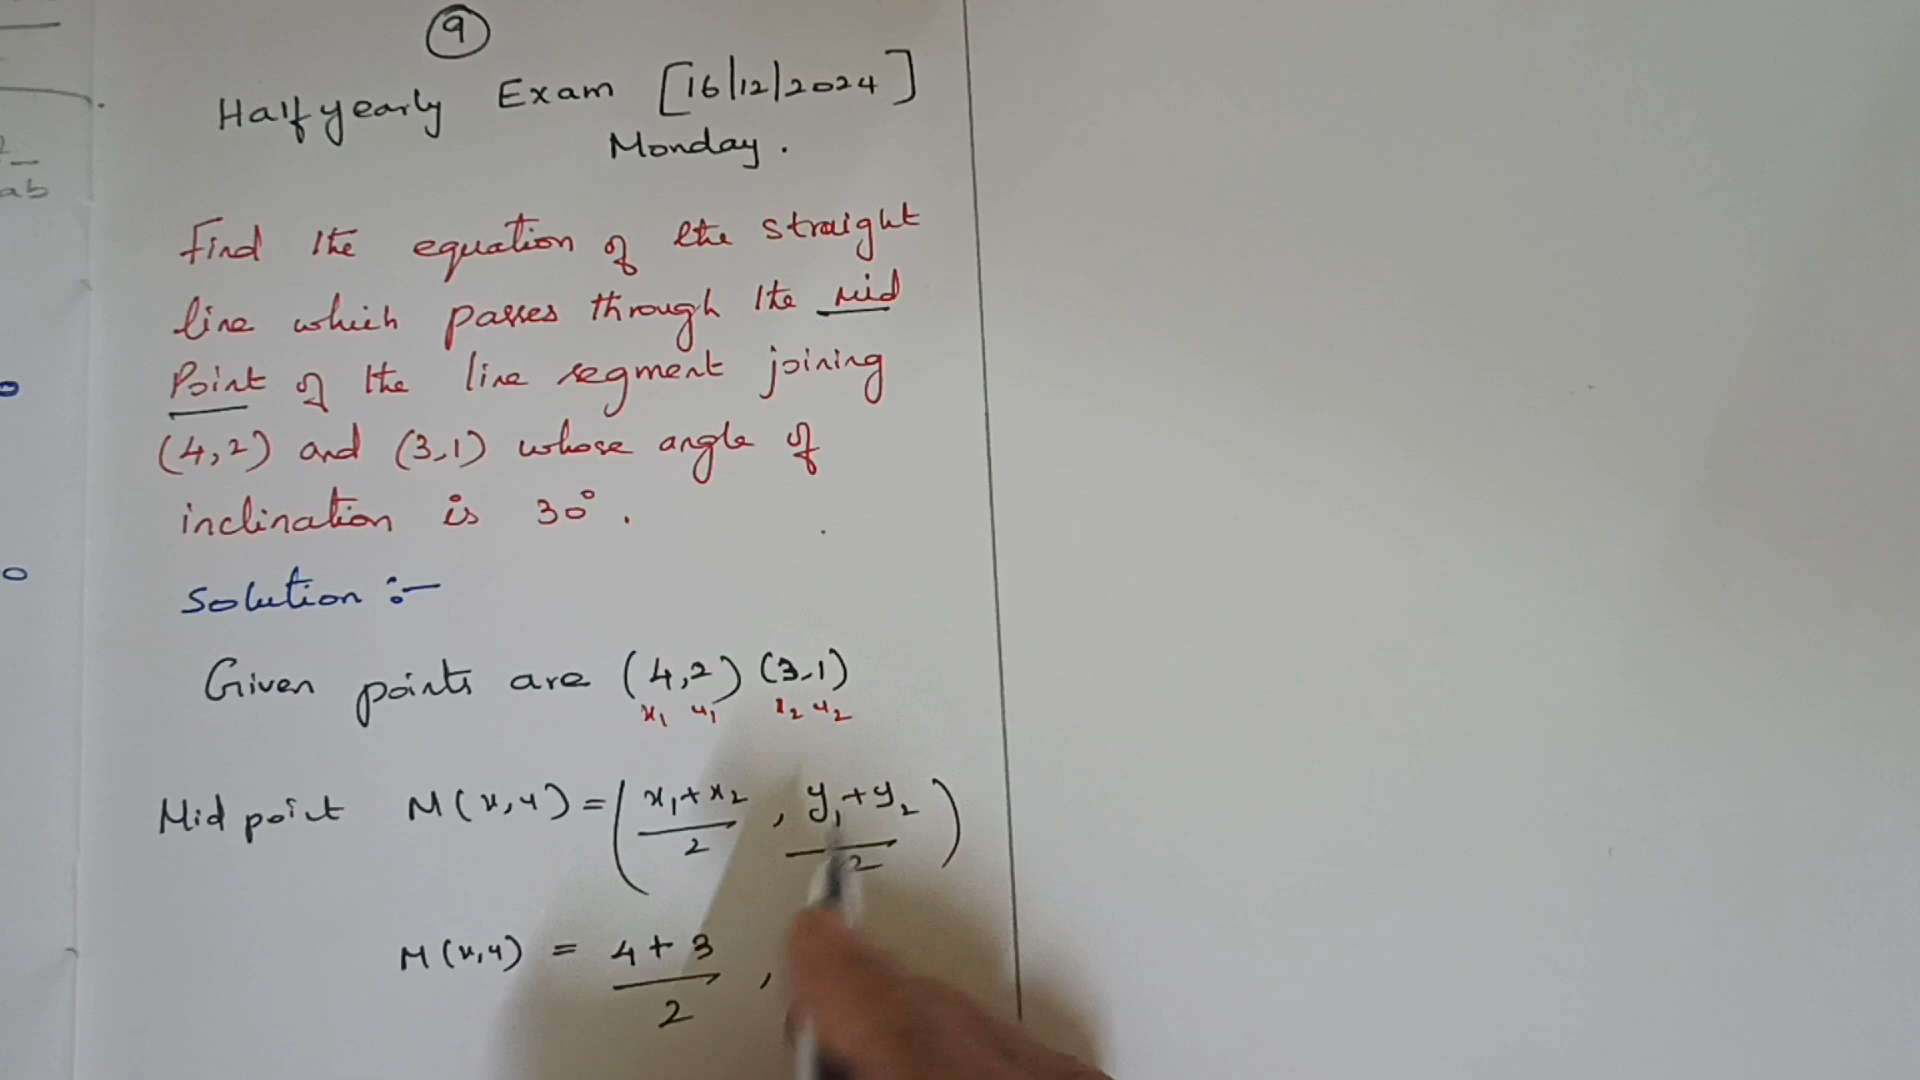 9
Halfyearly Exam [16/12/2024]
Monday.
Find the equation of the straight
line which passes through the mid
Point of the line segment joining
(4,2) and (3,1) whose angle of
inclination is 30°.
Solution :-
Given points are (4,2) (3,1)
x₁ y₁ x₂ y₂
Mid point M(x,y) = (x₁+x₂/2, y₁+y₂/2)
M(x,y) = 4+3/2,
ab